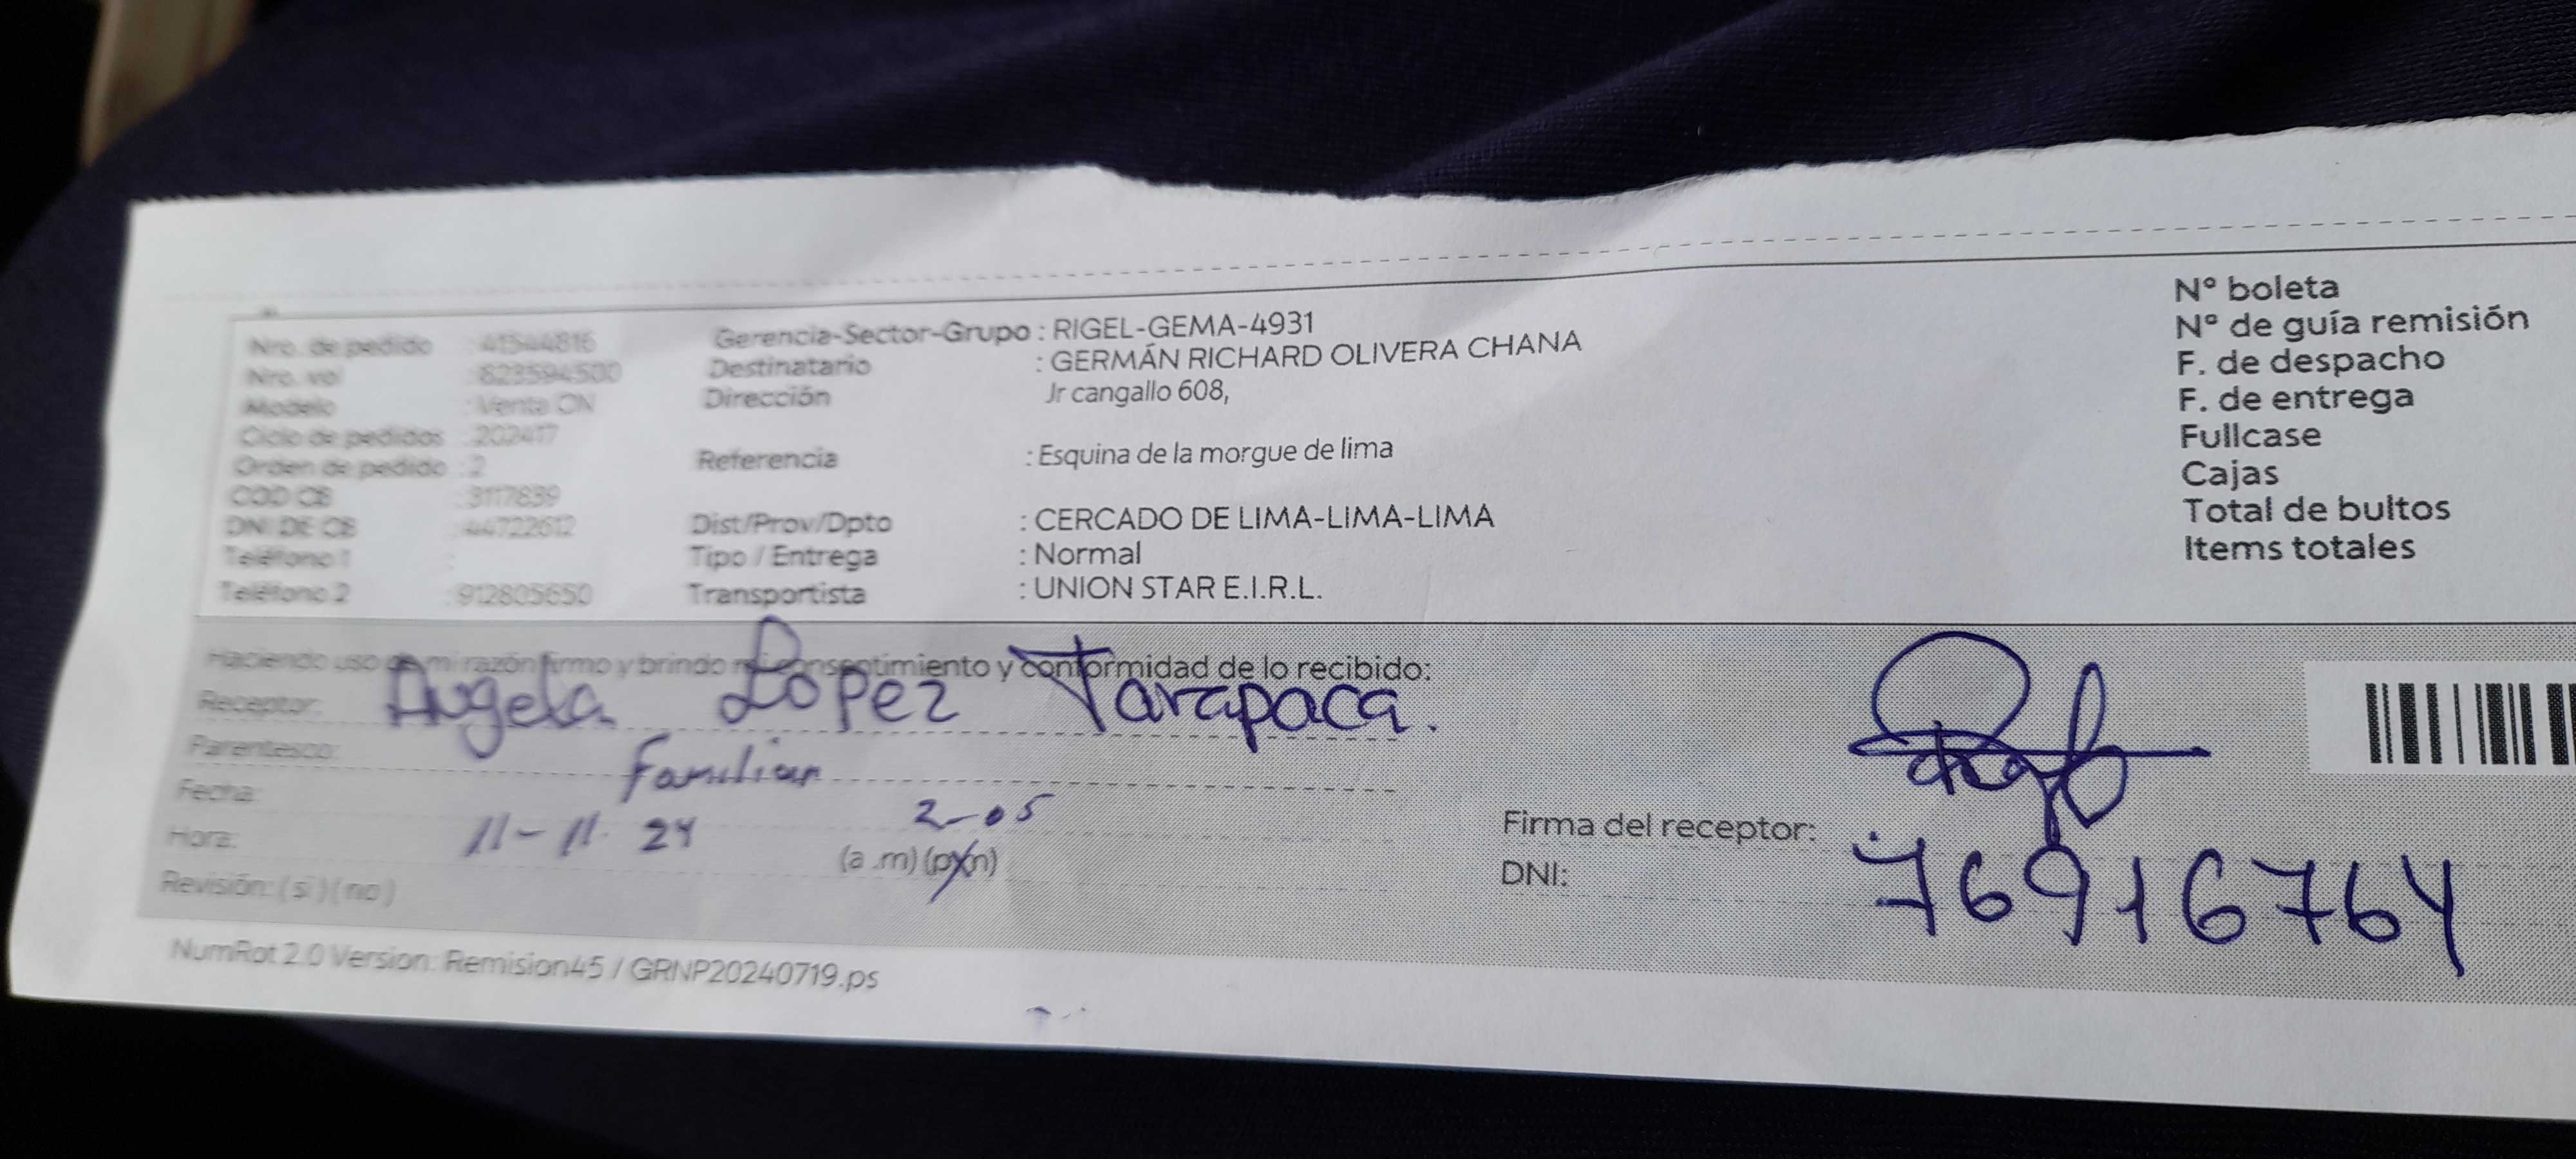 Nro. de pedido : 41544816
Nro. vol : 823594500
Modelo : Venta CN
Ciclo de pedidos : 202417
Orden de pedido : 2
COD CB : 3117839
DNI DE CB : 44722612
Teléfono 1 :
Teléfono 2 : 912805650
Gerencia-Sector-Grupo : RIGEL-GEMA-4931
Destinatario : GERMÁN RICHARD OLIVERA CHANA
Dirección Jr cangallo 608,
Referencia : Esquina de la morgue de lima
Dist/Prov/Dpto : CERCADO DE LIMA-LIMA-LIMA
Tipo / Entrega : Normal
Transportista : UNION STAR E.I.R.L.
N° boleta
N° de guía remisión
F. de despacho
F. de entrega
Fullcase
Cajas
Total de bultos
Items totales
Haciendo uso de mi razón firmo y brindo mi consentimiento y conformidad de lo recibido:
Receptor: Angela Lopez Tarapaca.
Parentesco: Familiar
Fecha: 11-11-24
Hora: 2-05 (a .m) (p.m)
Revisión: ( si ) ( no )
Firma del receptor:
DNI: 76916764
NumRot 2.0 Version: Remision45 / GRNP20240719.ps